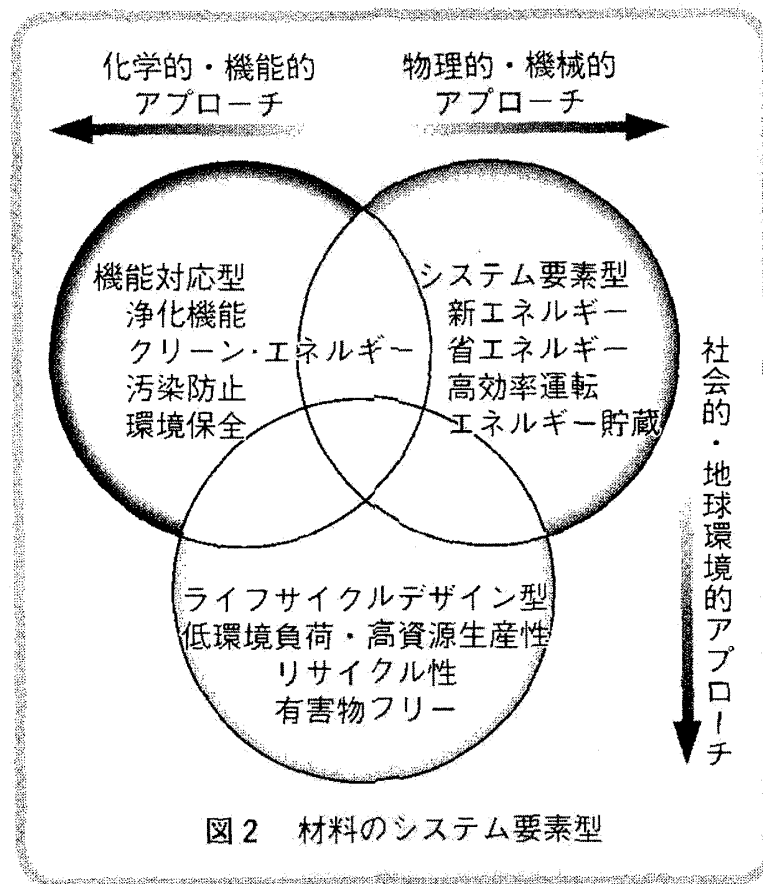 化学的・機能的
アプローチ
物理的・機械的
アプローチ
機能対応型
浄化機能
クリーン・エネルギー
汚染防止
環境保全
システム要素型
新エネルギー
省エネルギー
高効率運転
エネルギー貯蔵
社会的・地球環境的アプローチ
ライフサイクルデザイン型
低環境負荷・高資源生産性
リサイクル性
有害物フリー
図2 材料のシステム要素型